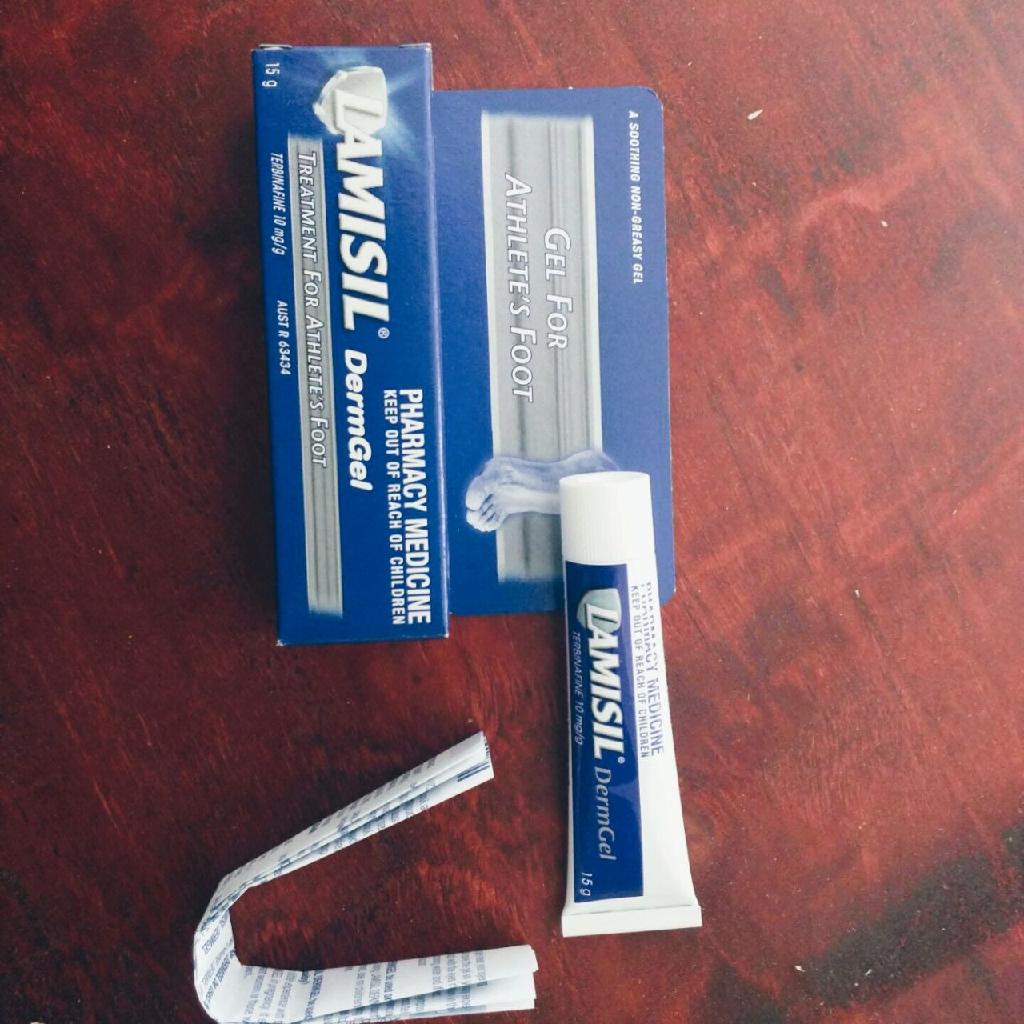 A SOOTHING NON-GREASY GEL
GEL FOR
ATHLETE'S FOOT
PHARMACY MEDICINE
KEEP OUT OF REACH OF CHILDREN
LAMISIL® DermGel
TREATMENT FOR ATHLETE'S FOOT
TERBINAFINE 10 mg/g AUST R 63434
15 g
PHARMACY MEDICINE
KEEP OUT OF REACH OF CHILDREN
LAMISIL® DermGel
TERBINAFINE 10 mg/g
15 g